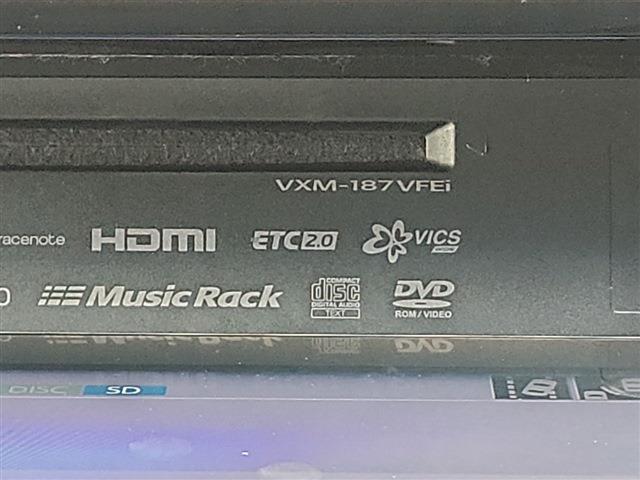 VXM-187VFEi
racenote HDMI ETC2.0 VICS
Music Rack COMPACT disc DIGITAL AUDIO TEXT DVD ROM/VIDEO
DISC SD